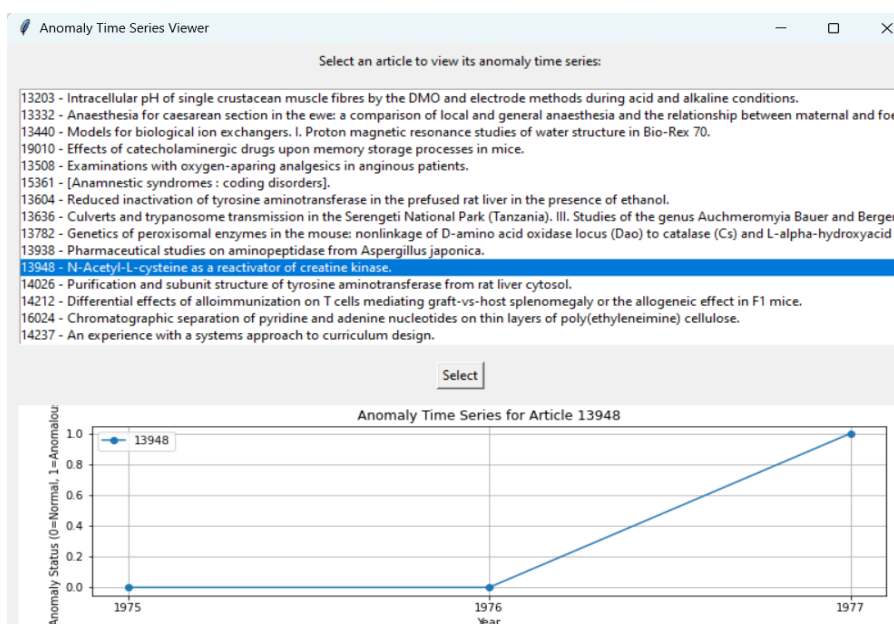 Anomaly Time Series Viewer
Select an article to view its anomaly time series:
13203 - Intracellular pH of single crustacean muscle fibres by the DMO and electrode methods during acid and alkaline conditions.
13332 - Anaesthesia for caesarean section in the ewe: a comparison of local and general anaesthesia and the relationship between maternal and foe
13440 - Models for biological ion exchangers. I. Proton magnetic resonance studies of water structure in Bio-Rex 70.
19010 - Effects of catecholaminergic drugs upon memory storage processes in mice.
13508 - Examinations with oxygen-aparing analgesics in anginous patients.
15361 - [Anamnestic syndromes : coding disorders].
13604 - Reduced inactivation of tyrosine aminotransferase in the prefused rat liver in the presence of ethanol.
13636 - Culverts and trypanosome transmission in the Serengeti National Park (Tanzania). III. Studies of the genus Auchmeromyia Bauer and Berger
13782 - Genetics of peroxisomal enzymes in the mouse: nonlinkage of D-amino acid oxidase locus (Dao) to catalase (Cs) and L-alpha-hydroxyacid
13938 - Pharmaceutical studies on aminopeptidase from Aspergillus japonica.
13948 - N-Acetyl-L-cysteine as a reactivator of creatine kinase.
14026 - Purification and subunit structure of tyrosine aminotransferase from rat liver cytosol.
14212 - Differential effects of alloimmunization on T cells mediating graft-vs-host splenomegaly or the allogeneic effect in F1 mice.
16024 - Chromatographic separation of pyridine and adenine nucleotides on thin layers of poly(ethyleneimine) cellulose.
14237 - An experience with a systems approach to curriculum design.
Select
Anomaly Time Series for Article 13948
13948
Anomaly Status (0=Normal, 1=Anomalous
1.0
0.8
0.6
0.4
0.2
0.0
1975
1976
1977
Year